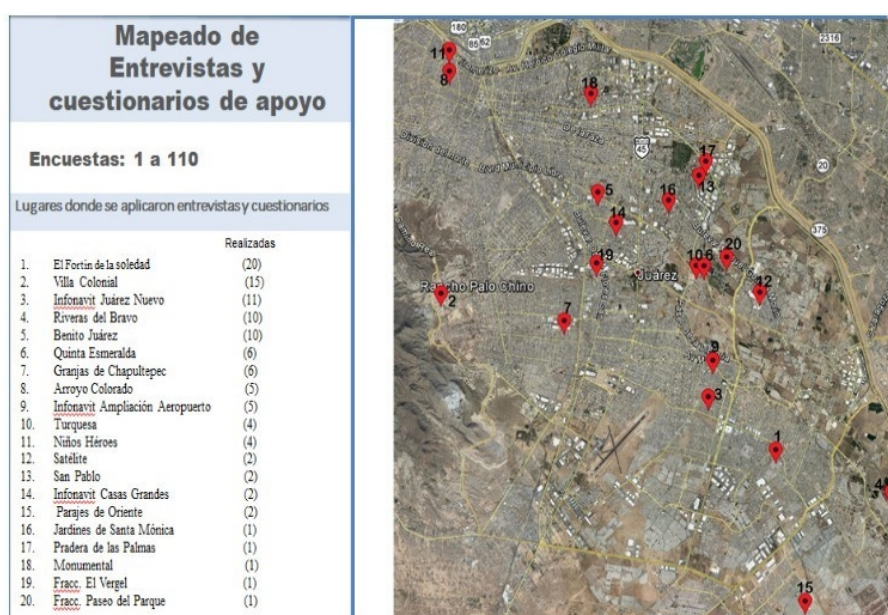 Mapeado de
Entrevistas y
cuestionarios de apoyo
Encuestas: 1 a 110
Lugares donde se aplicaron entrevistas y cuestionarios
Realizadas
1. El Fortin de la soledad (20)
2. Villa Colonial (15)
3. Infonavit Juárez Nuevo (11)
4. Riveras del Bravo (10)
5. Benito Juárez (10)
6. Quinta Esmeralda (6)
7. Granjas de Chapultepec (6)
8. Arroyo Colorado (5)
9. Infonavit Ampliación Aeropuerto (5)
10. Turquesa (4)
11. Niños Héroes (4)
12. Satélite (2)
13. San Pablo (2)
14. Infonavit Casas Grandes (2)
15. Parajes de Oriente (2)
16. Jardines de Santa Mónica (1)
17. Pradera de las Palmas (1)
18. Monumental (1)
19. Fracc. El Vergel (1)
20. Fracc. Paseo del Parque (1)
180
85 62
2316
11
8
18
45
17
20
13
5
16
14
375
19
10 6
20
Juárez
Rancho Palo Chino
2
12
7
9
3
1
4
15